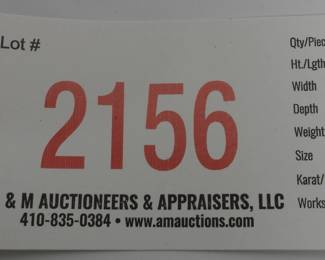 Lot #
2156
& M AUCTIONEERS & APPRAISERS, LLC
410-835-0384 • www.amauctions.com
Qty/Piec
Ht./Lgth
Width
Depth
Weight
Size
Karat/
Works